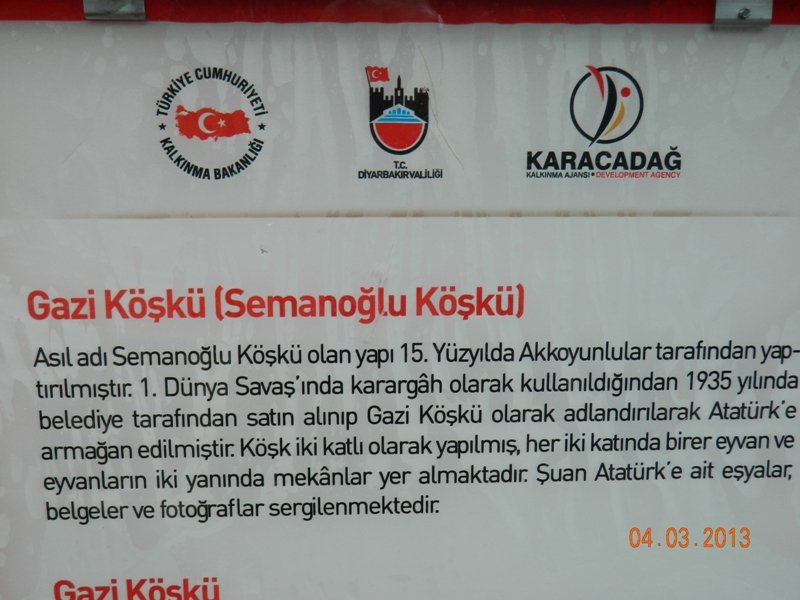 TÜRKİYE CUMHURİYETİ
KALKINMA BAKANLIĞI
T.C.
DİYARBAKIR VALİLİĞİ
KARACADAĞ
KALKINMA AJANSI • DEVELOPMENT AGENCY
Gazi Köşkü (Semanoğlu Köşkü)
Asıl adı Semanoğlu Köşkü olan yapı 15. Yüzyılda Akkoyunlular tarafından yap-
tırılmıştır. 1. Dünya Savaş'ında karargâh olarak kullanıldığından 1935 yılında
belediye tarafından satın alınıp Gazi Köşkü olarak adlandırılarak Atatürk'e
armağan edilmiştir. Köşk iki katlı olarak yapılmış, her iki katında birer eyvan ve
eyvanların iki yanında mekânlar yer almaktadır. Şuan Atatürk'e ait eşyalar,
belgeler ve fotoğraflar sergilenmektedir.
04.03.2013
Gazi Köşkü